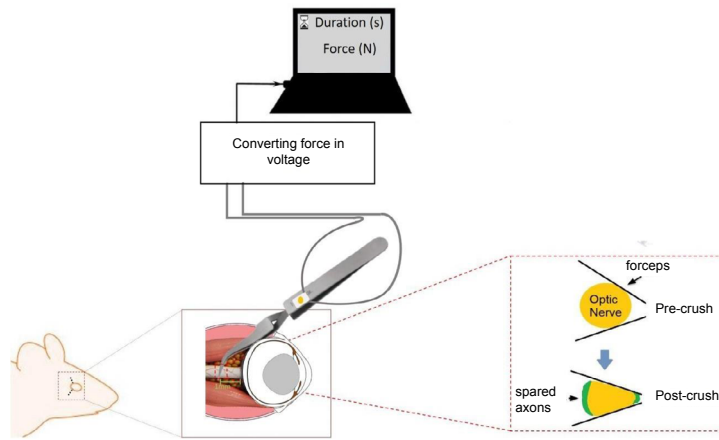 Duration (s)
Force (N)
Converting force in
voltage
forceps
Optic
Nerve
Pre-crush
spared
axons
Post-crush